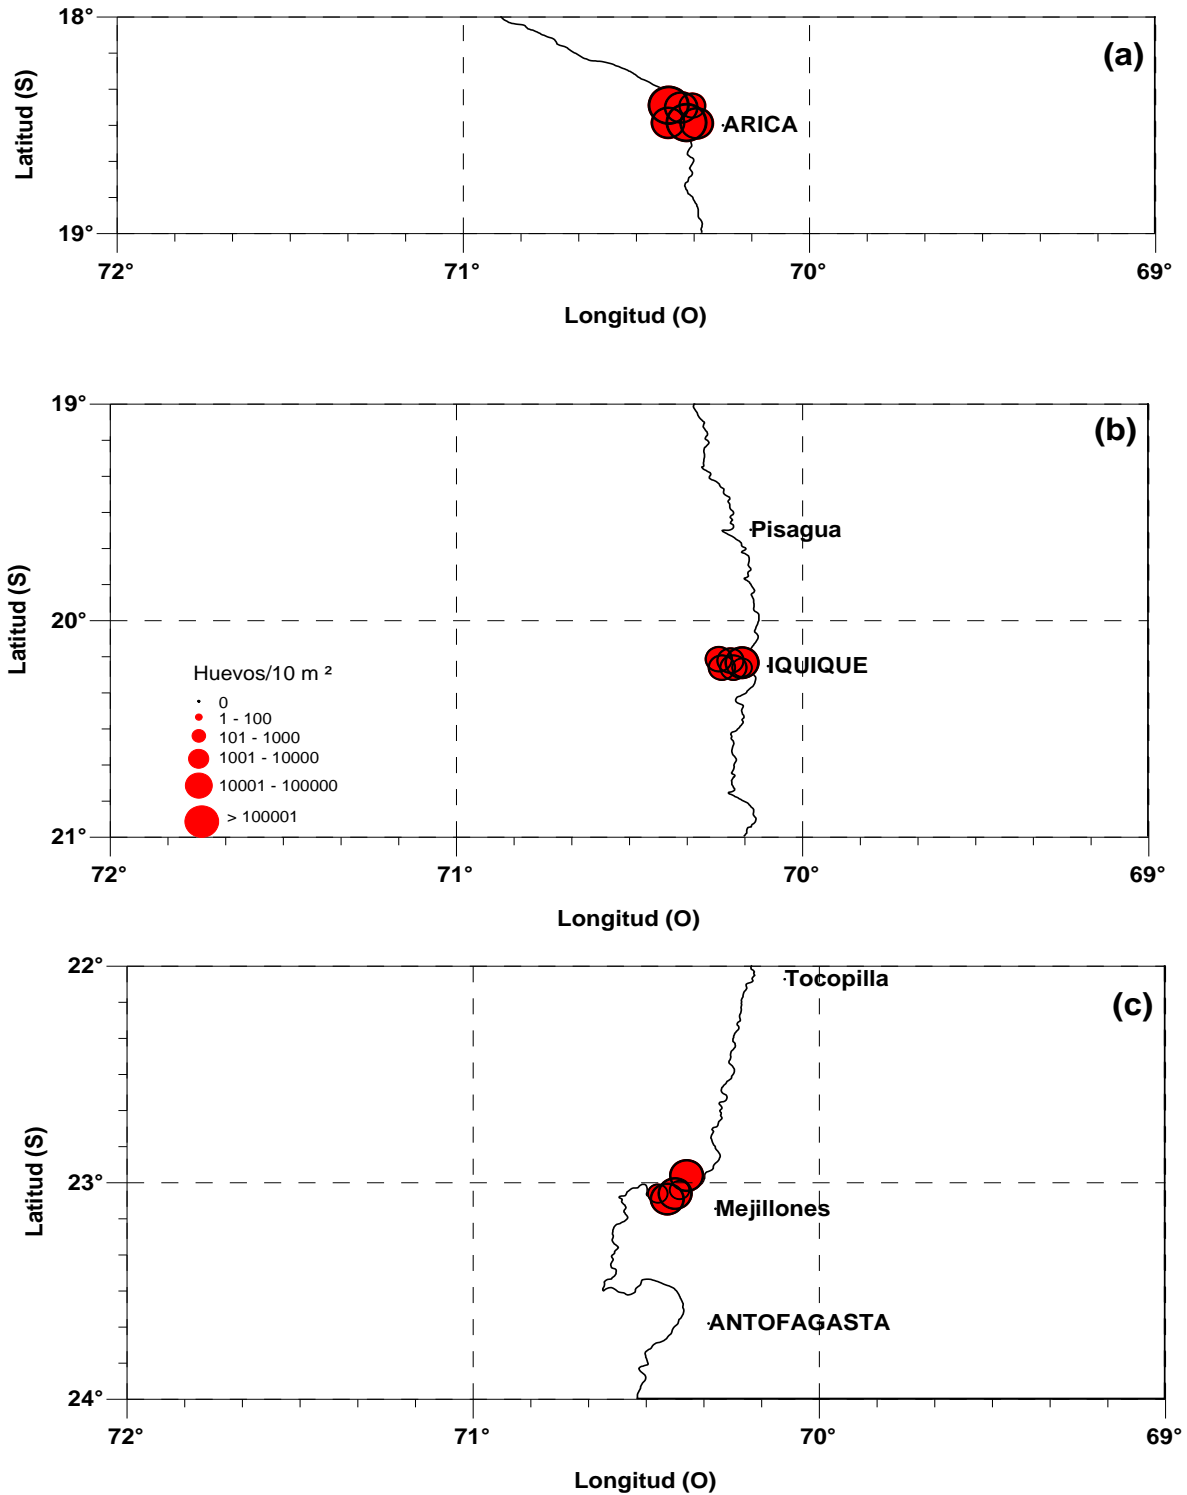 18°
(a)
Latitud (S)
ARICA
19°
72°
71°
70°
69°
Longitud (O)
19°
(b)
Pisagua
Latitud (S)
20°
IQUIQUE
Huevos/10 m ²
0
1 - 100
101 - 1000
1001 - 10000
10001 - 100000
> 100001
21°
72°
71°
70°
69°
Longitud (O)
22°
Tocopilla
(c)
Latitud (S)
23°
Mejillones
ANTOFAGASTA
24°
72°
71°
70°
69°
Longitud (O)